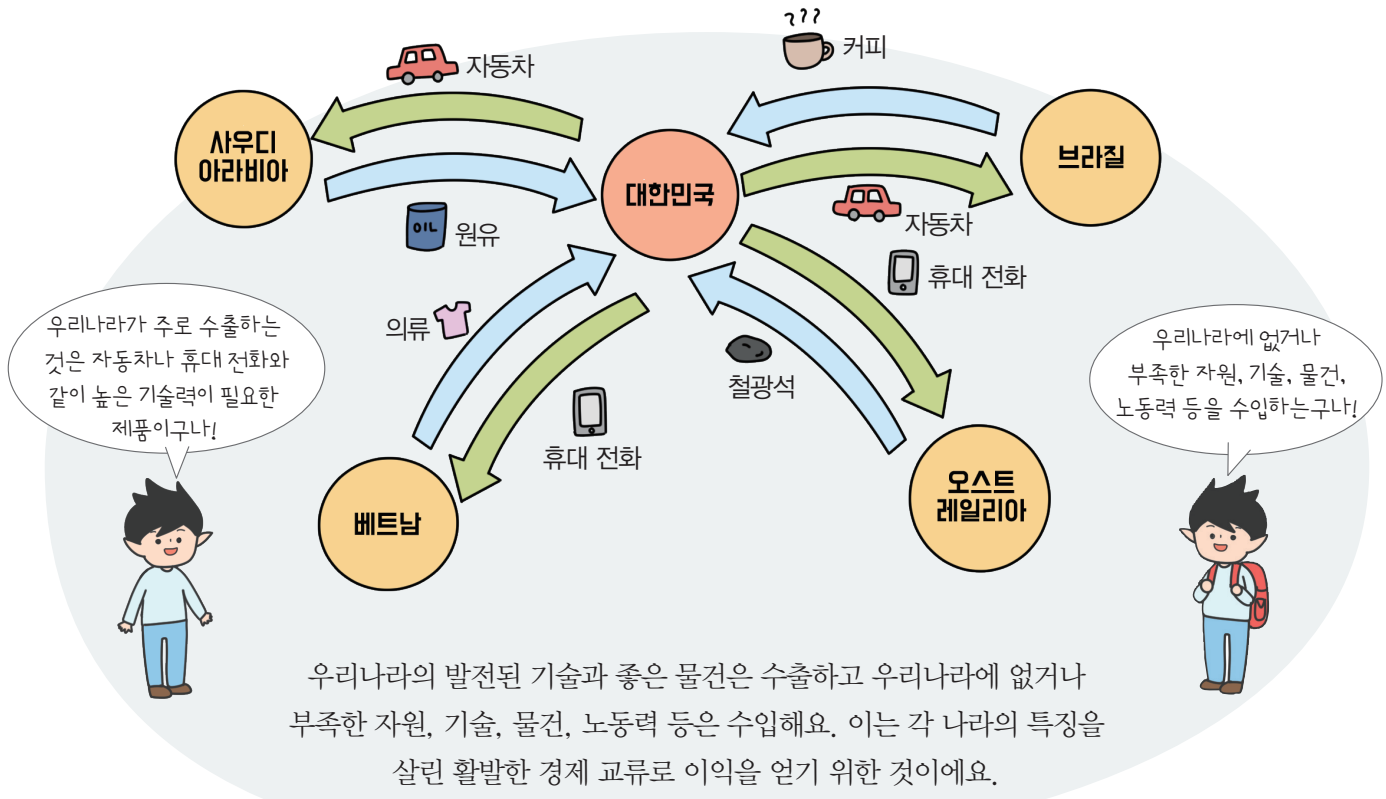 커피
자동차
사우디
아라비아
브라질
대한민국
OIL
원유
자동차
휴대 전화
의류
철광석
우리나라가 주로 수출하는
것은 자동차나 휴대 전화와
같이 높은 기술력이 필요한
제품이구나!
우리나라에 없거나
부족한 자원, 기술, 물건,
노동력 등을 수입하는구나!
휴대 전화
베트남
오스트
레일리아
우리나라의 발전된 기술과 좋은 물건은 수출하고 우리나라에 없거나
부족한 자원, 기술, 물건, 노동력 등은 수입해요. 이는 각 나라의 특징을
살린 활발한 경제 교류로 이익을 얻기 위한 것이에요.